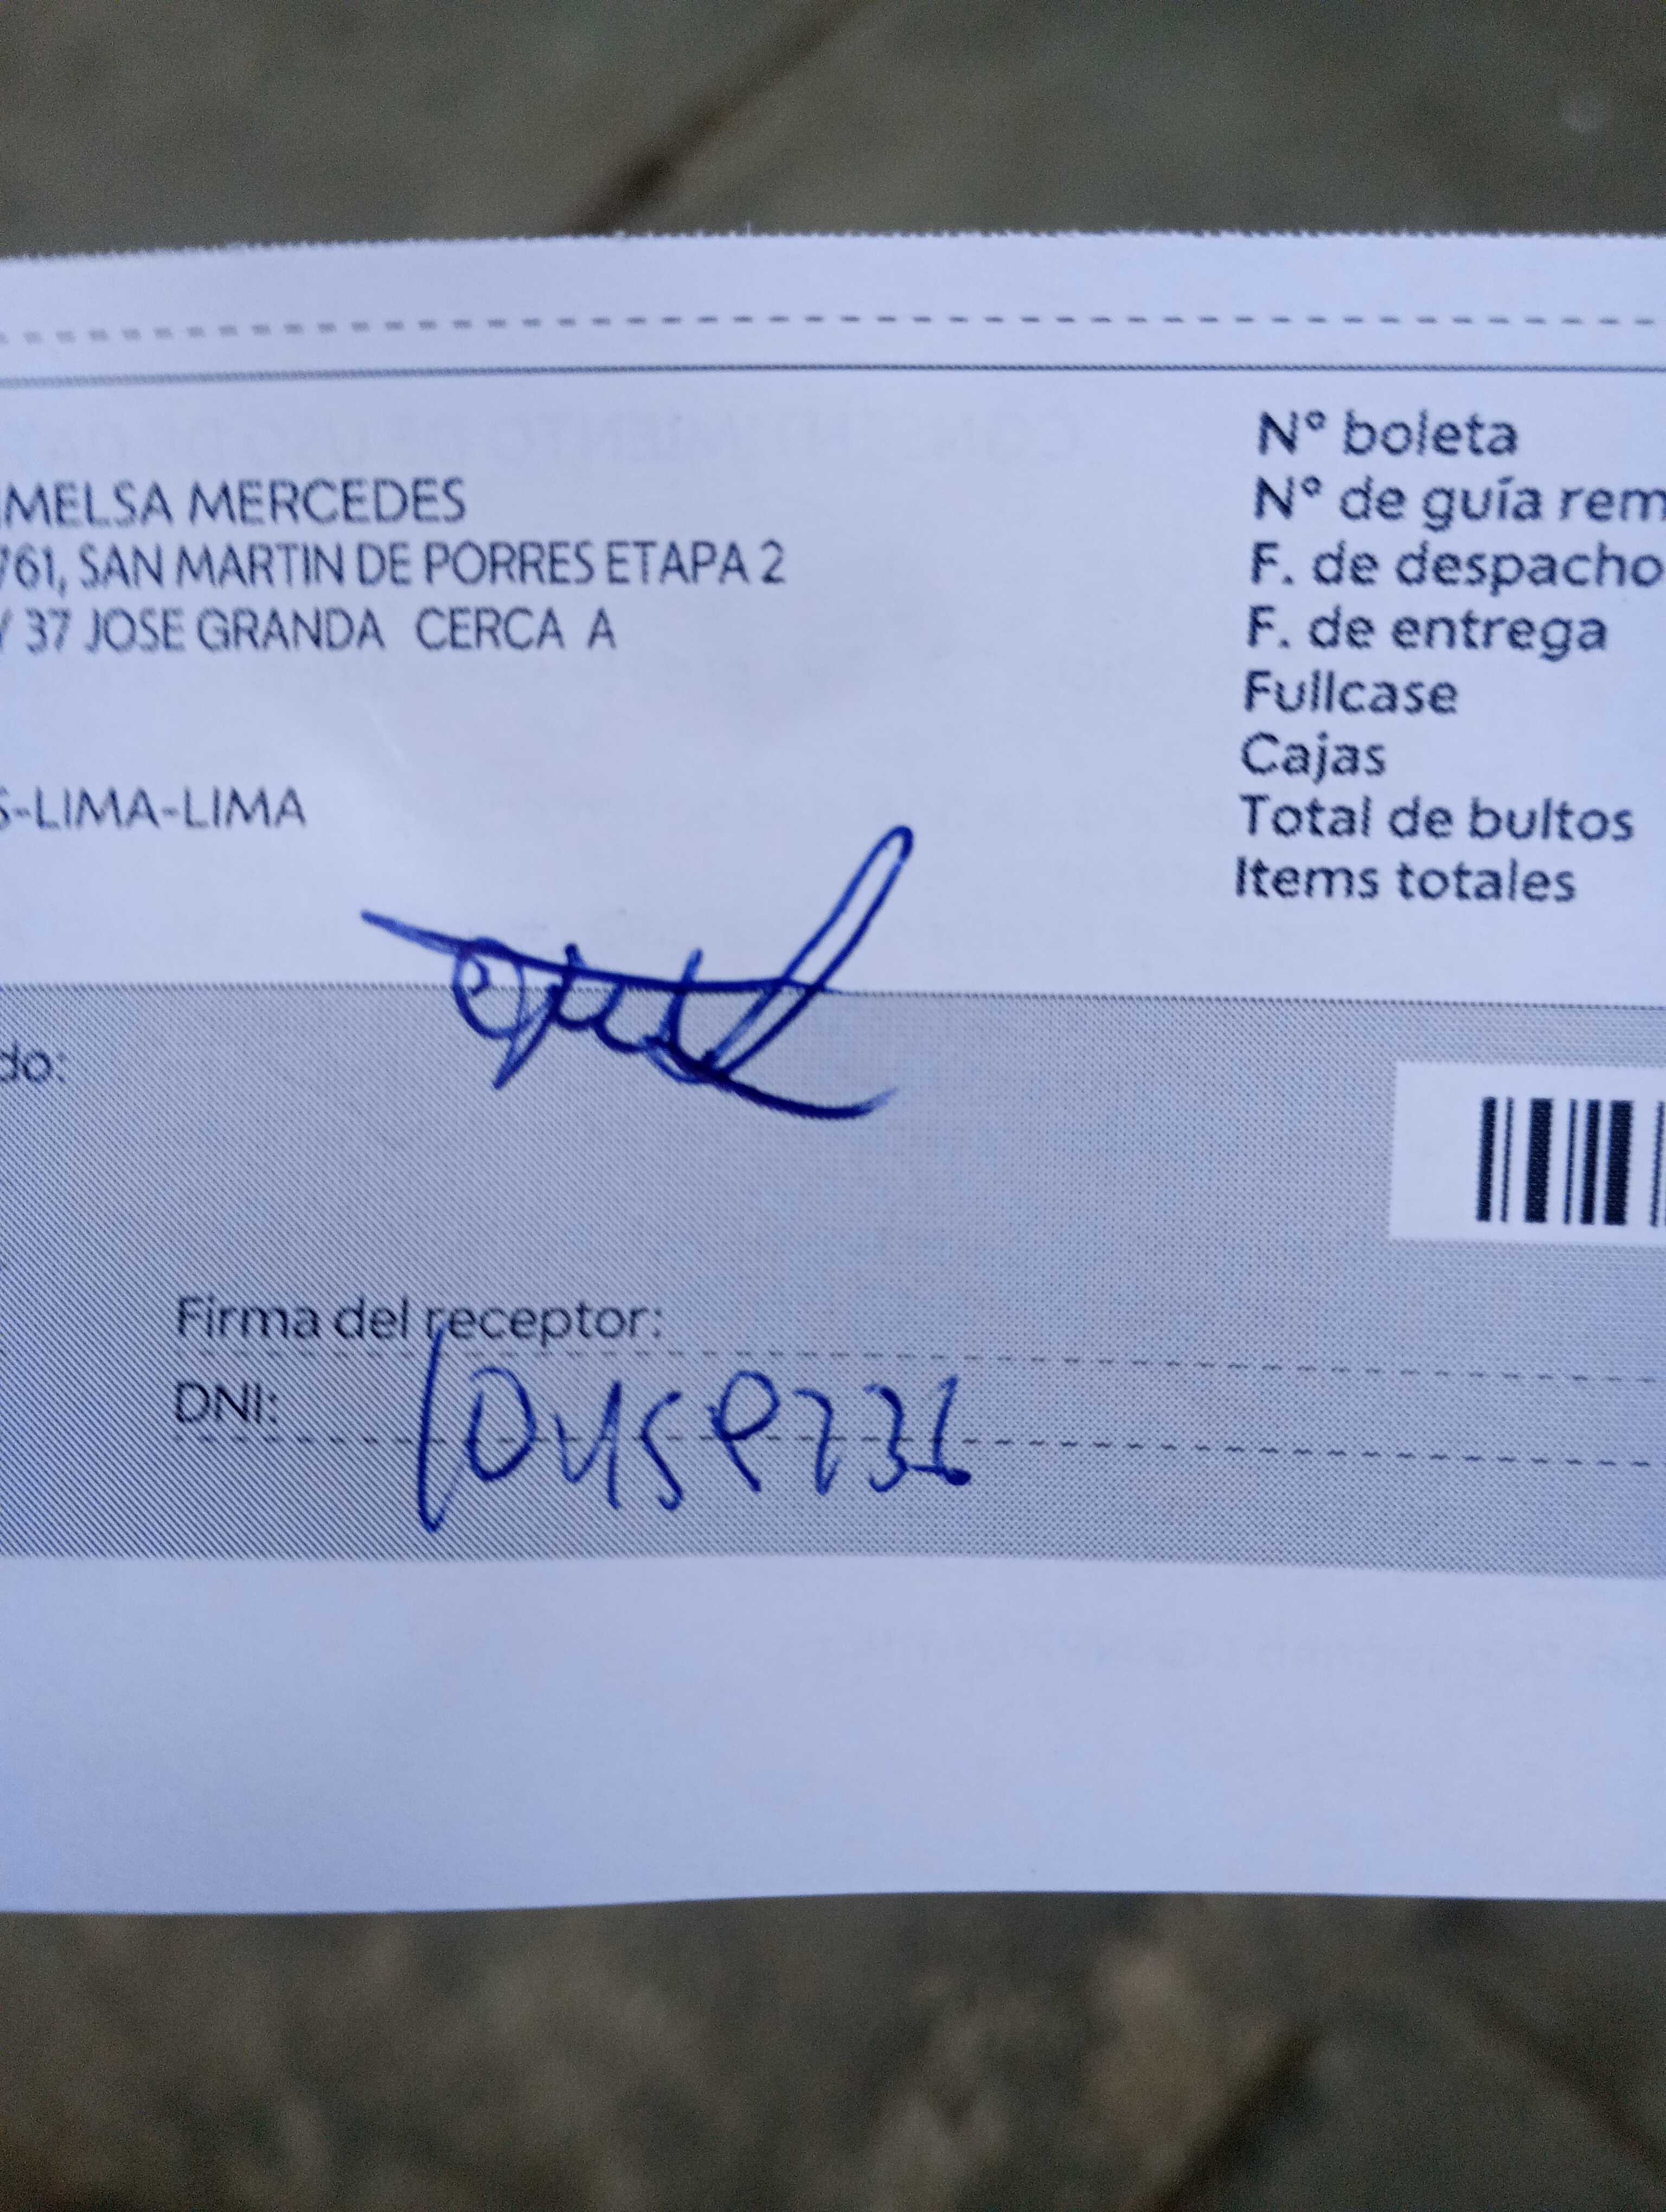 MELSA MERCEDES
761, SAN MARTIN DE PORRES ETAPA 2
Y 37 JOSE GRANDA CERCA A
S-LIMA-LIMA
N° boleta
N° de guía rem
F. de despacho
F. de entrega
Fullcase
Cajas
Total de bultos
Items totales
do:
Firma del receptor:
DNI: